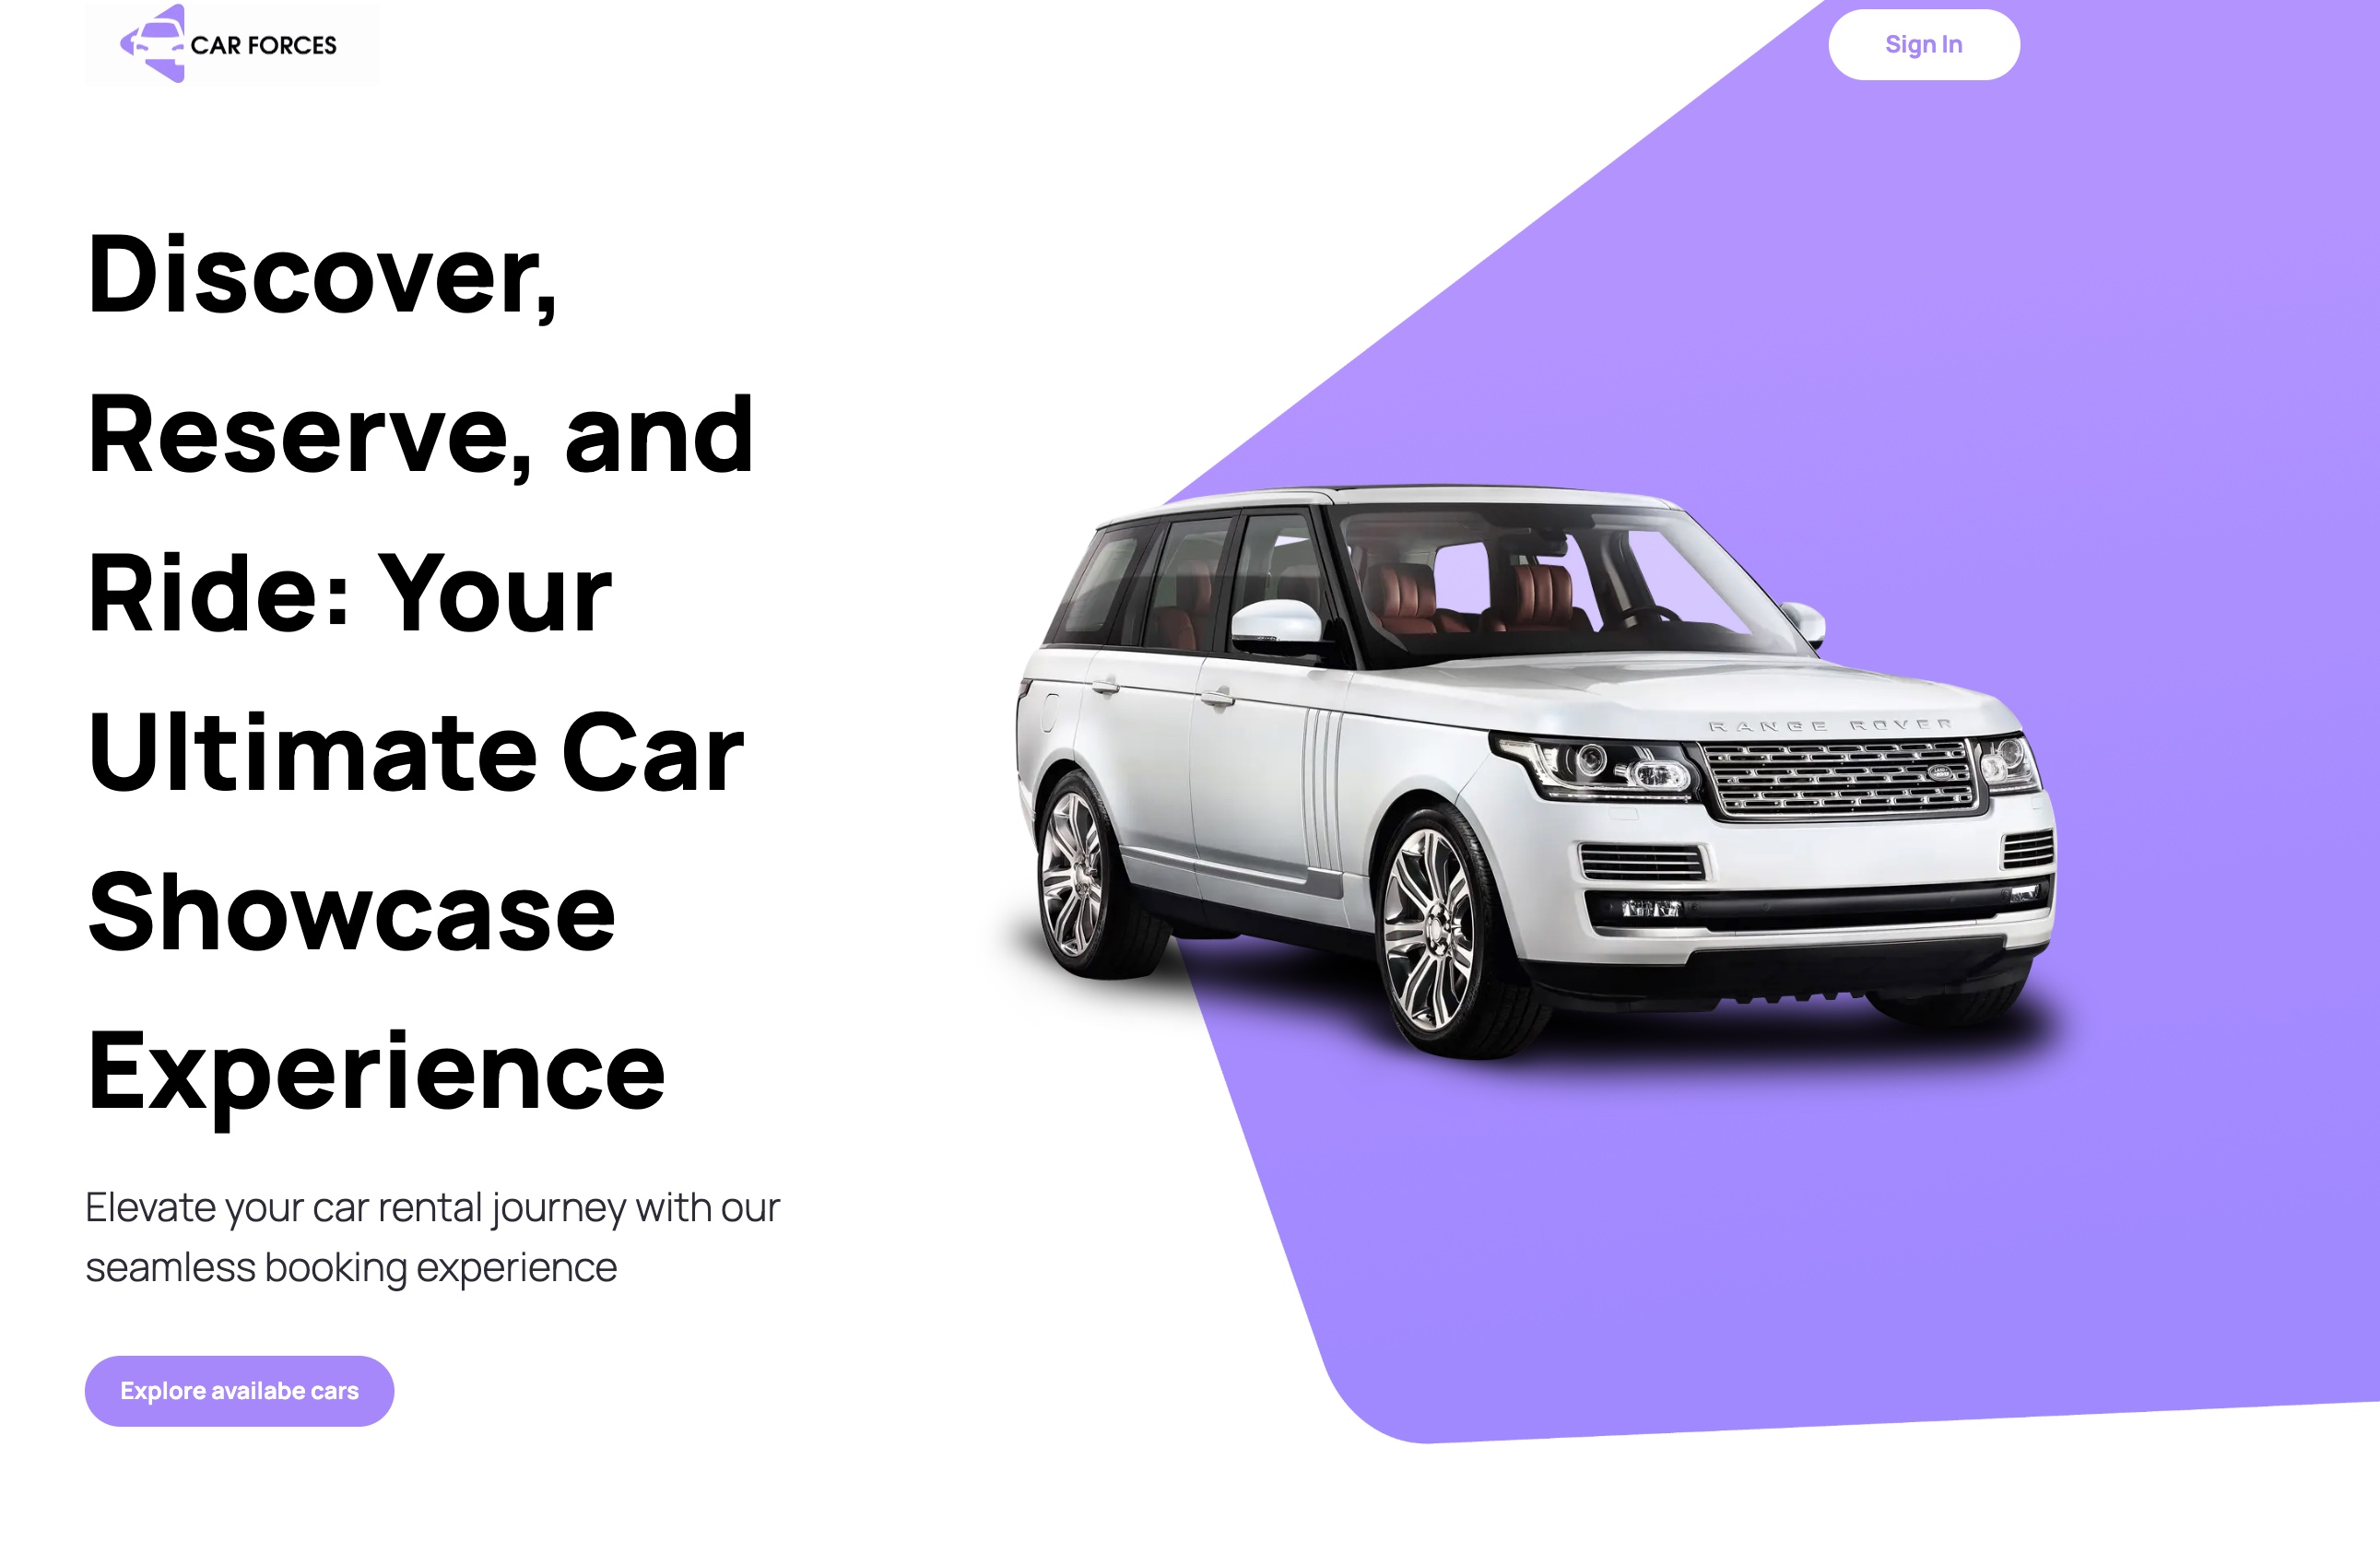 CAR FORCES
Sign In
Discover,
Reserve, and
Ride: Your
Ultimate Car
Showcase
Experience
RANGE ROVER
Elevate your car rental journey with our
seamless booking experience
Explore availabe cars